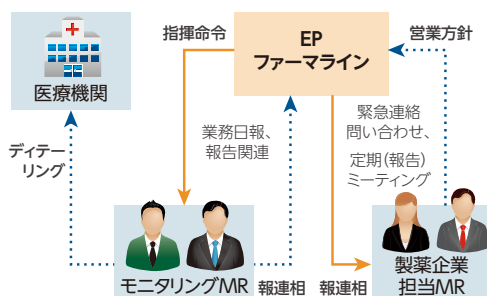 指揮命令
EP
ファーマライン
営業方針
医療機関
業務日報、
報告関連
緊急連絡
問い合わせ、
定期(報告)
ミーティング
ディテー
リング
モニタリングMR
報連相
報連相
製薬企業
担当MR